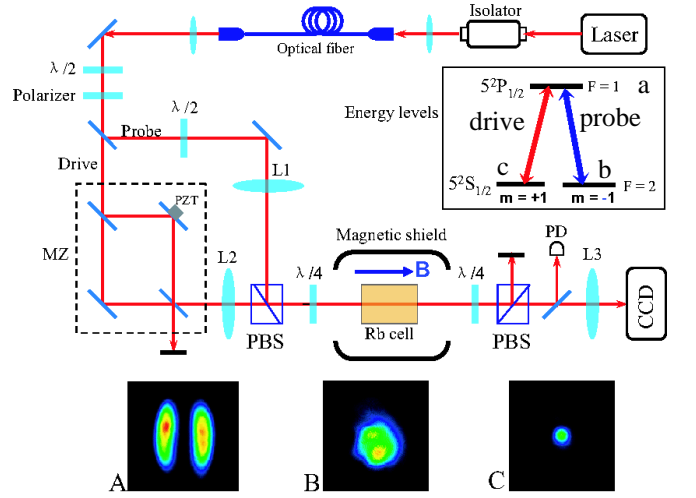 Isolator
Laser
Optical fiber
λ/2
Polarizer
Probe
λ/2
Drive
L1
PZT
MZ
L2
PBS
λ/4
Magnetic shield
B
Rb cell
λ/4
PBS
PD
L3
CCD
Energy levels
5²P₁/₂
F = 1
a
drive
probe
c
b
5²S₁/₂
F = 2
m = +1
m = -1
A
B
C